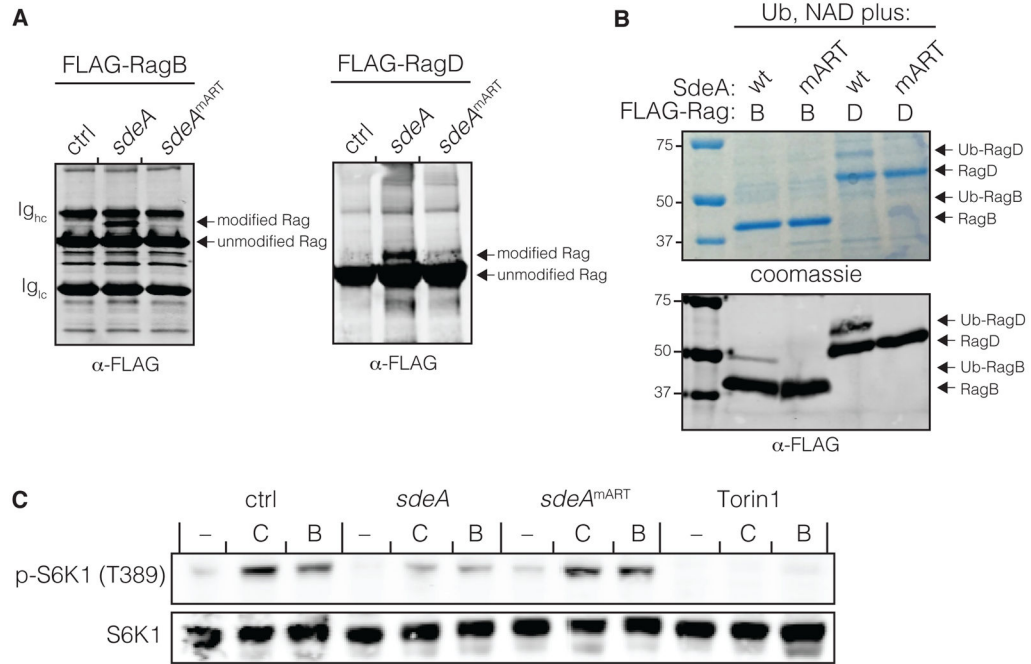 A
FLAG-RagB
ctrl
sdeA
sdeAmART
Ighc
Iglc
modified Rag
unmodified Rag
α-FLAG
FLAG-RagD
ctrl
sdeA
sdeAmART
modified Rag
unmodified Rag
α-FLAG
B
Ub, NAD plus:
SdeA: wt mART wt mART
FLAG-Rag: B B D D
75
50
37
Ub-RagD
RagD
Ub-RagB
RagB
coomassie
75
50
37
Ub-RagD
RagD
Ub-RagB
RagB
α-FLAG
C
ctrl sdeA sdeAmART Torin1
– C B – C B – C B – C B
p-S6K1 (T389)
S6K1